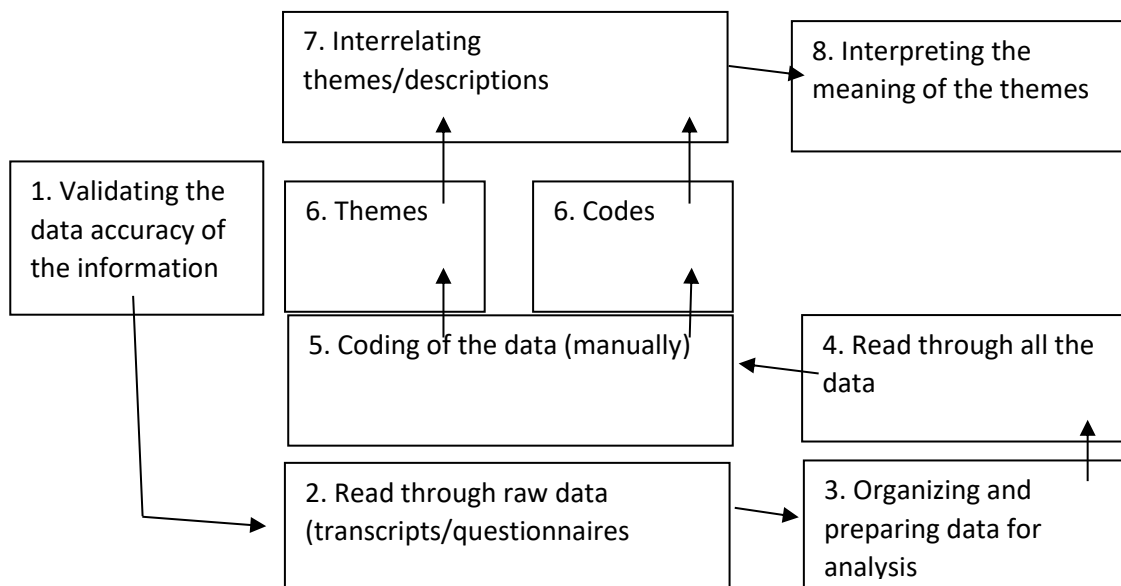 7. Interrelating
themes/descriptions
8. Interpreting the
meaning of the themes
1. Validating the
data accuracy of
the information
6. Themes
6. Codes
5. Coding of the data (manually)
4. Read through all the
data
2. Read through raw data
(transcripts/questionnaires
3. Organizing and
preparing data for
analysis